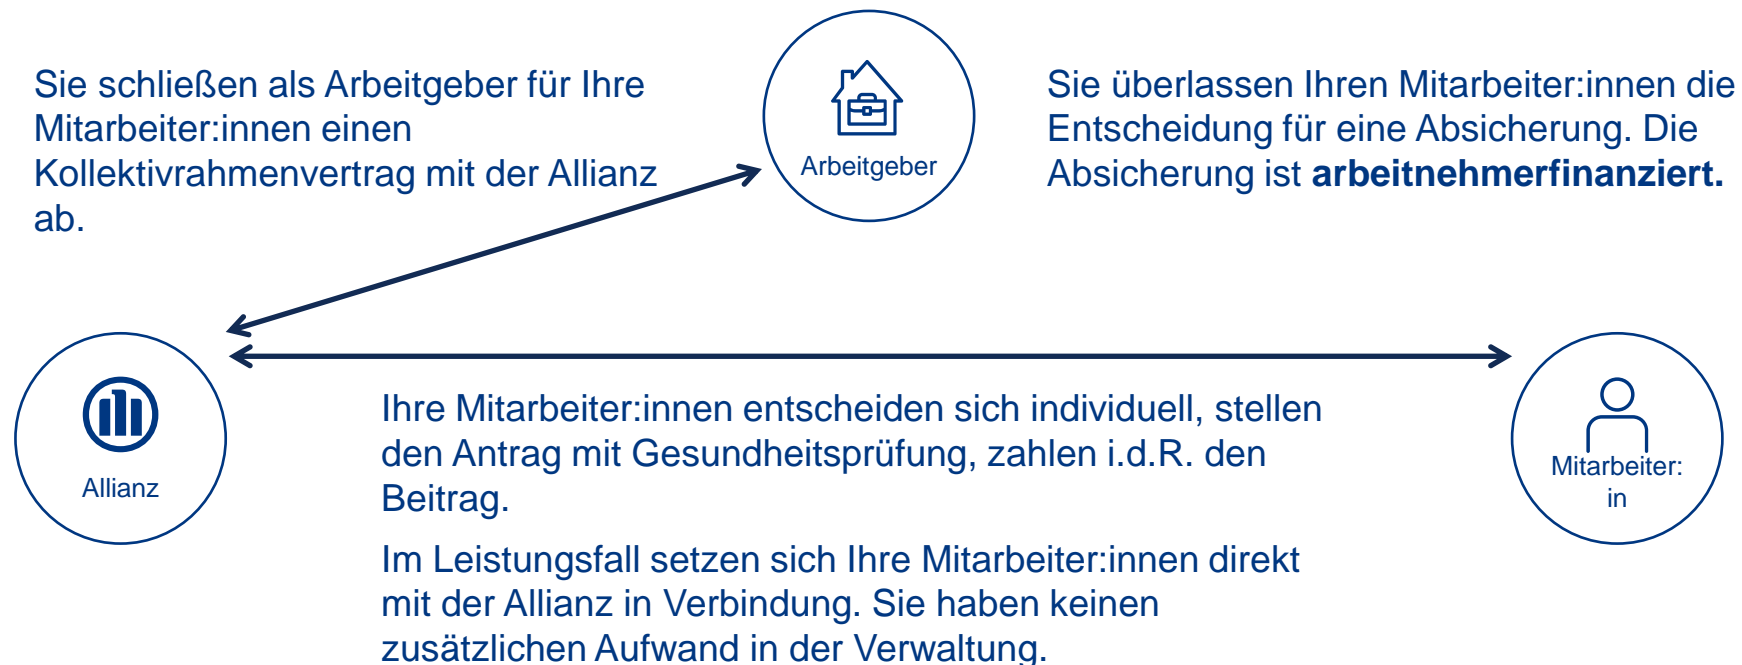 Sie schließen als Arbeitgeber für Ihre
Mitarbeiter:innen einen
Kollektivrahmenvertrag mit der Allianz
ab.
Arbeitgeber
Sie überlassen Ihren Mitarbeiter:innen die
Entscheidung für eine Absicherung. Die
Absicherung ist arbeitnehmerfinanziert.
Allianz
Ihre Mitarbeiter:innen entscheiden sich individuell, stellen
den Antrag mit Gesundheitsprüfung, zahlen i.d.R. den
Beitrag.
Im Leistungsfall setzen sich Ihre Mitarbeiter:innen direkt
mit der Allianz in Verbindung. Sie haben keinen
zusätzlichen Aufwand in der Verwaltung.
Mitarbeiter:
in